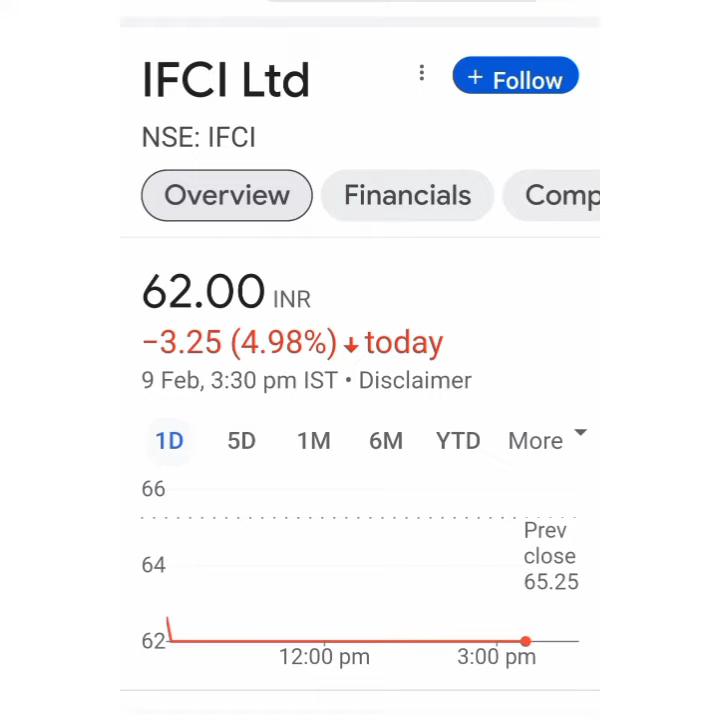 IFCI Ltd
+ Follow
NSE: IFCI
Overview Financials Comp
62.00 INR
−3.25 (4.98%) ↓ today
9 Feb, 3:30 pm IST • Disclaimer
1D 5D 1M 6M YTD More
66
Prev
close
65.25
64
62
12:00 pm 3:00 pm